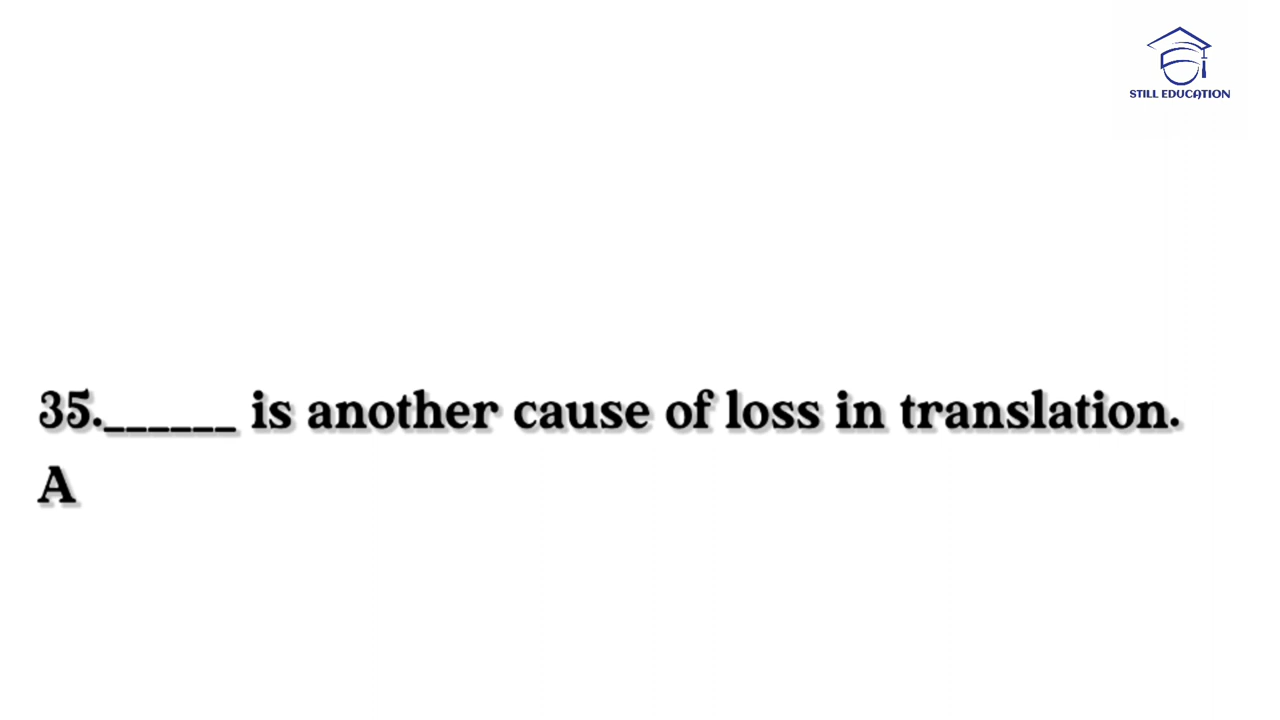 STILL EDUCATION
35.______ is another cause of loss in translation.
A